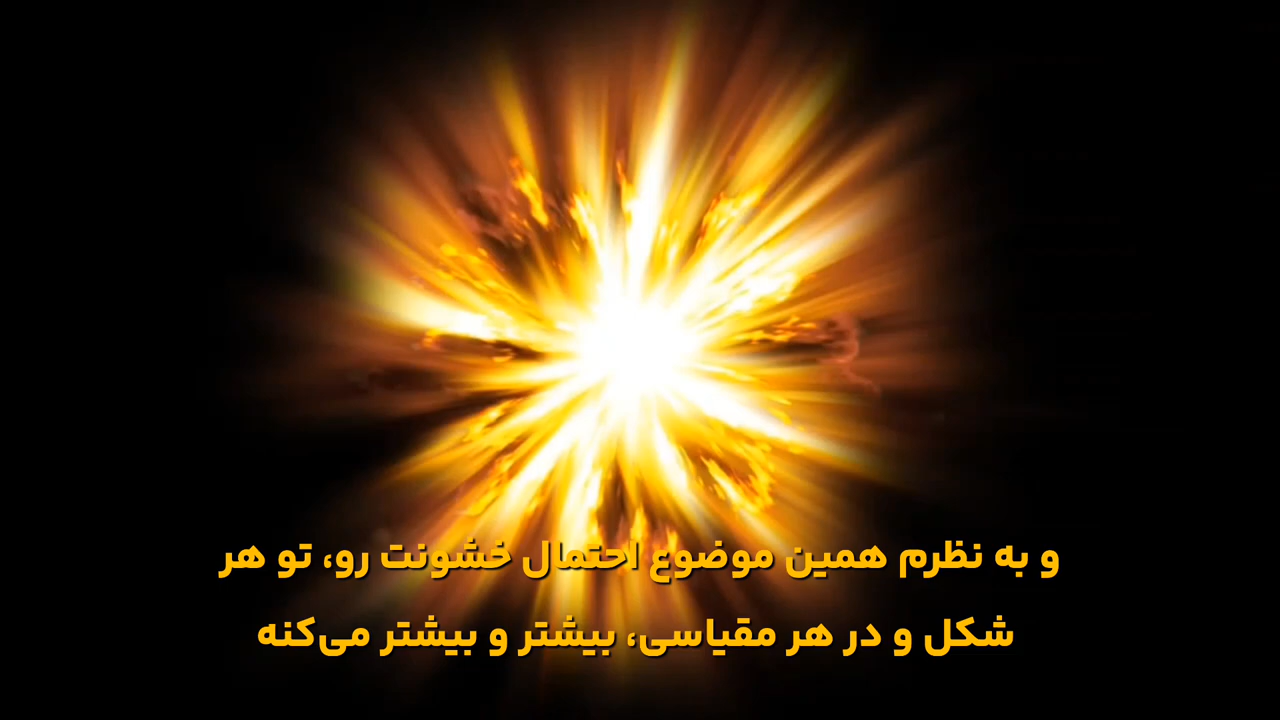 و به نظرم همین موضوع احتمال خشونت رو، تو هر
شکل و در هر مقیاسی، بیشتر و بیشتر می‌کنه